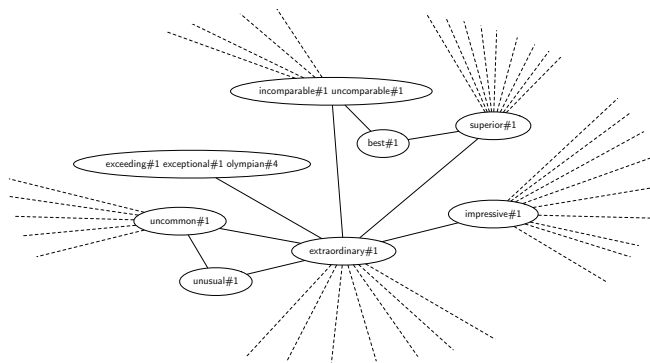 incomparable#1 uncomparable#1
superior#1
best#1
exceeding#1 exceptional#1 olympian#4
uncommon#1
impressive#1
extraordinary#1
unusual#1